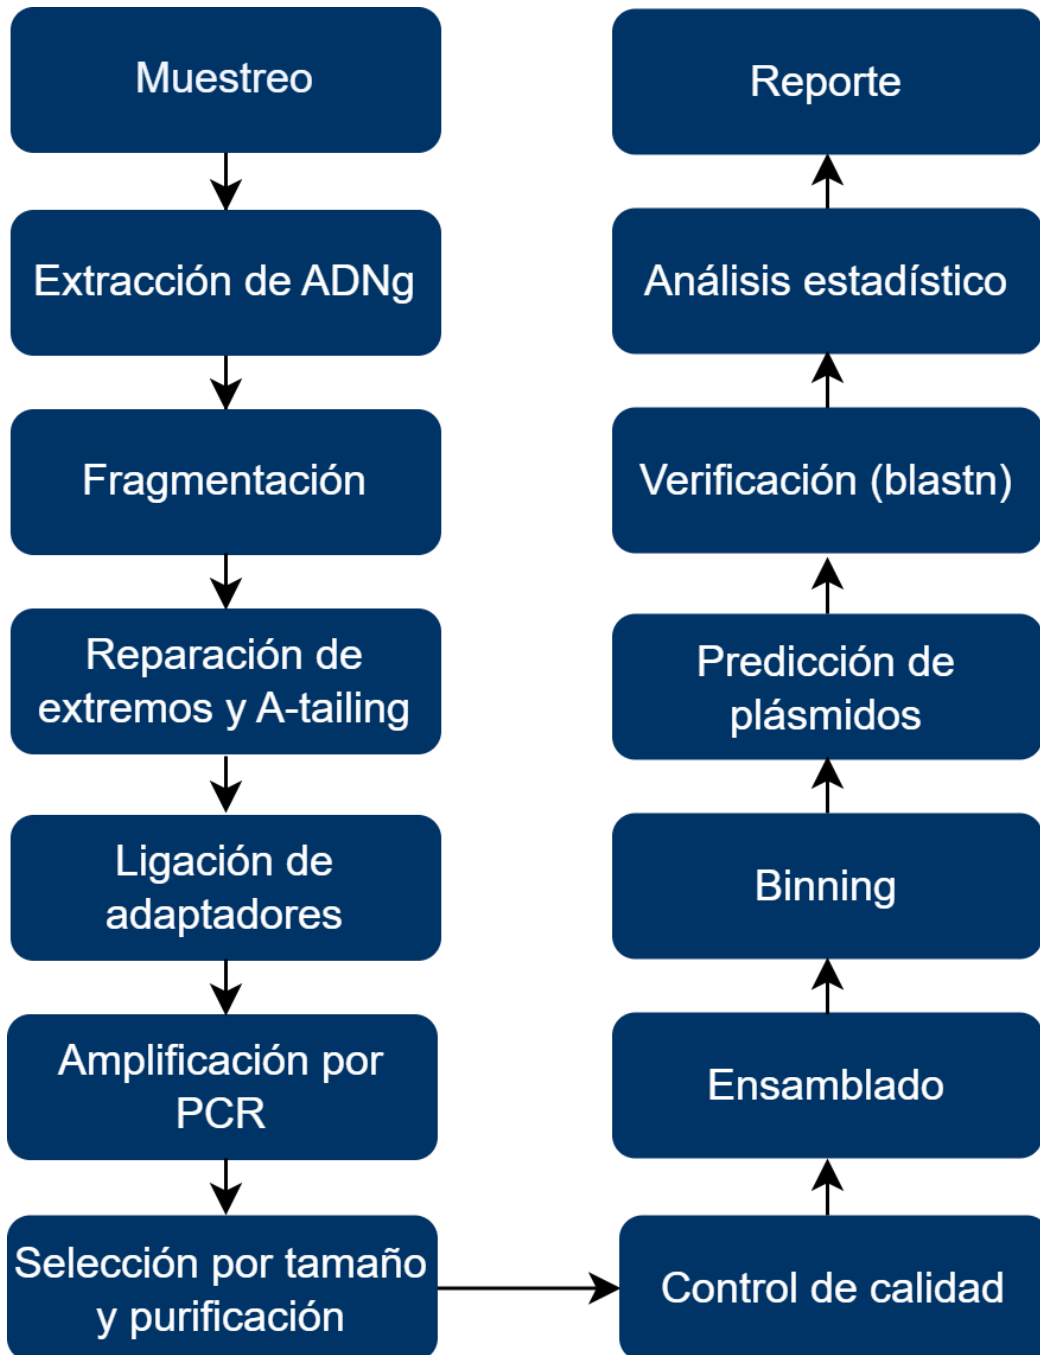 Muestreo
Extracción de ADNg
Fragmentación
Reparación de
extremos y A-tailing
Ligación de
adaptadores
Amplificación por
PCR
Selección por tamaño
y purificación
Control de calidad
Ensamblado
Binning
Predicción de
plásmidos
Verificación (blastn)
Análisis estadístico
Reporte